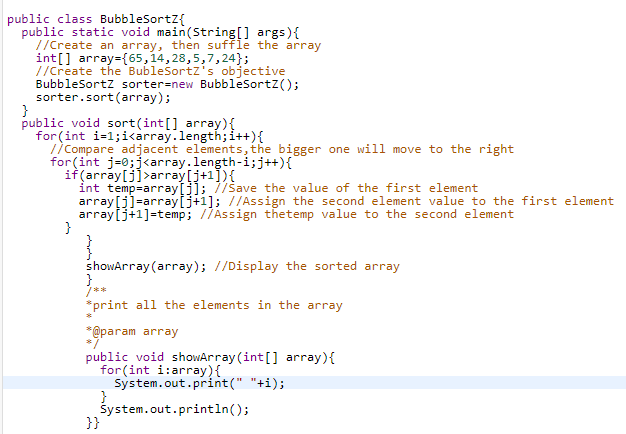 public class BubbleSortZ{
public static void main(String[] args){
//Create an array, then suffle the array
int[] array={65,14,28,5,7,24};
//Create the BubleSortZ's objective
BubbleSortZ sorter=new BubbleSortZ();
sorter.sort(array);
}
public void sort(int[] array){
for(int i=1;i<array.length;i++){
//Compare adjacent elements,the bigger one will move to the right
for(int j=0;j<array.length-i;j++){
if(array[j]>array[j+1]){
int temp=array[j]; //Save the value of the first element
array[j]=array[j+1]; //Assign the second element value to the first element
array[j+1]=temp; //Assign thetemp value to the second element
}
}
}
showArray(array); //Display the sorted array
}
/**
*print all the elements in the array
*
*@param array
*/
public void showArray(int[] array){
for(int i:array){
System.out.print(" "+i);
}
System.out.println();
}}